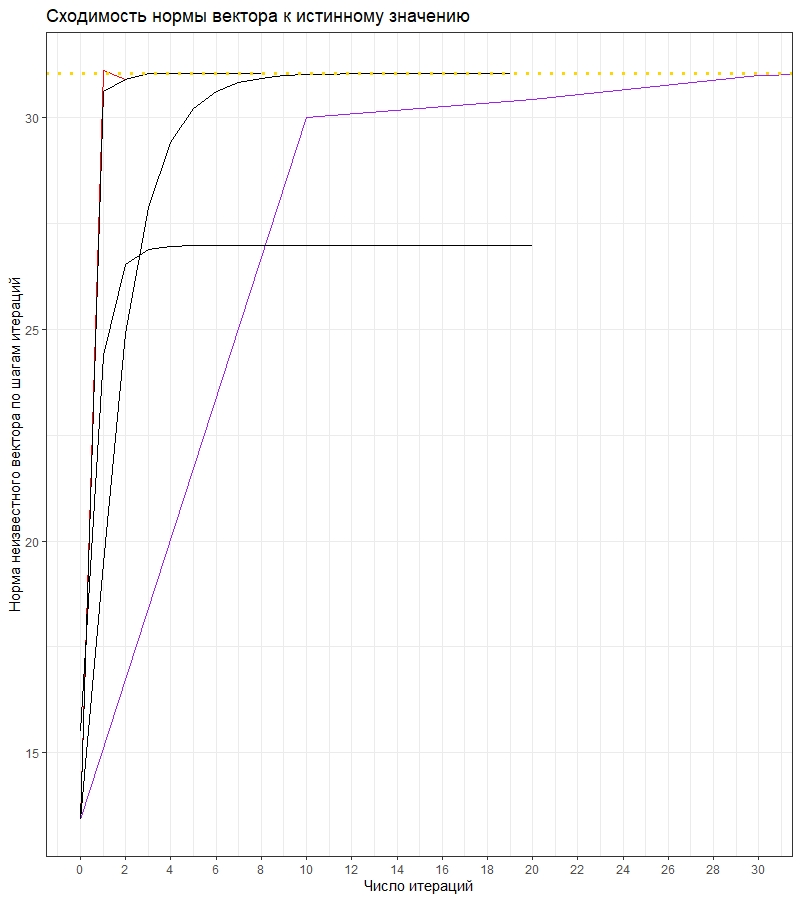 Сходимость нормы вектора к истинному значению
Норма неизвестного вектора по шагам итераций
30
25
20
15
0 2 4 6 8 10 12 14 16 18 20 22 24 26 28 30
Число итераций